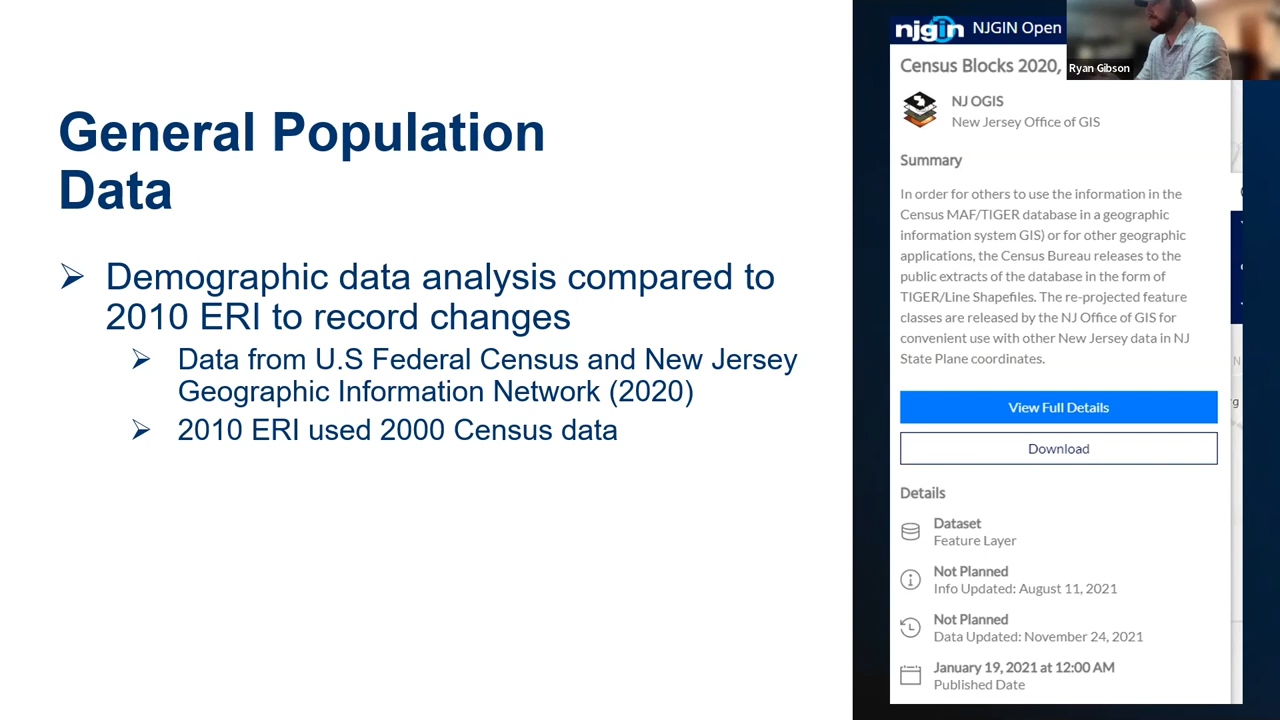 General Population
Data
➢ Demographic data analysis compared to
2010 ERI to record changes
➢ Data from U.S Federal Census and New Jersey
Geographic Information Network (2020)
➢ 2010 ERI used 2000 Census data
njgin NJGIN Open
Ryan Gibson
Census Blocks 2020,
NJ OGIS
New Jersey Office of GIS
Summary
In order for others to use the information in the
Census MAF/TIGER database in a geographic
information system GIS) or for other geographic
applications, the Census Bureau releases to the
public extracts of the database in the form of
TIGER/Line Shapefiles. The re-projected feature
classes are released by the NJ Office of GIS for
convenient use with other New Jersey data in NJ
State Plane coordinates.
View Full Details
Download
Details
Dataset
Feature Layer
Not Planned
Info Updated: August 11, 2021
Not Planned
Data Updated: November 24, 2021
January 19, 2021 at 12:00 AM
Published Date